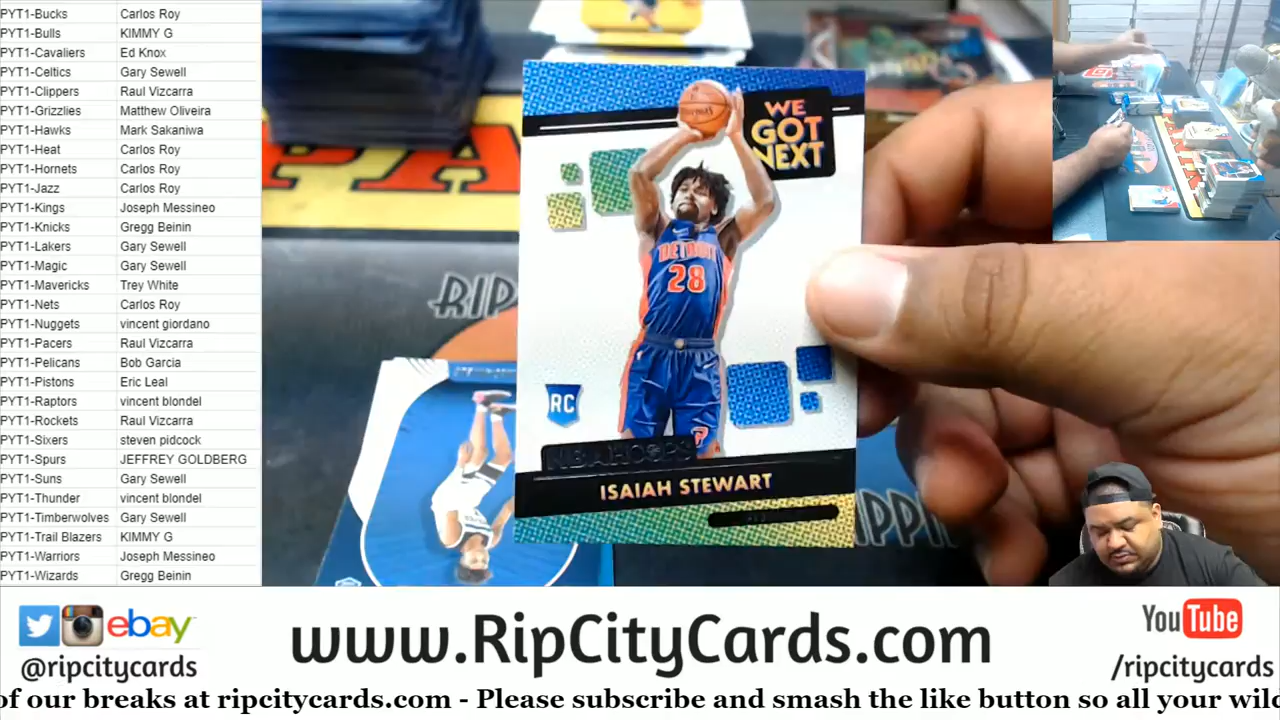 PYT1-Bucks Carlos Roy
PYT1-Bulls KIMMY G
PYT1-Cavaliers Ed Knox
PYT1-Celtics Gary Sewell
PYT1-Clippers Raul Vizcarra
PYT1-Grizzlies Matthew Oliveira
PYT1-Hawks Mark Sakaniwa
PYT1-Heat Carlos Roy
PYT1-Hornets Carlos Roy
PYT1-Jazz Carlos Roy
PYT1-Kings Joseph Messineo
PYT1-Knicks Gregg Beinin
PYT1-Lakers Gary Sewell
PYT1-Magic Gary Sewell
PYT1-Mavericks Trey White
PYT1-Nets Carlos Roy
PYT1-Nuggets vincent giordano
PYT1-Pacers Raul Vizcarra
PYT1-Pelicans Bob Garcia
PYT1-Pistons Eric Leal
PYT1-Raptors vincent blondel
PYT1-Rockets Raul Vizcarra
PYT1-Sixers steven pidcock
PYT1-Spurs JEFFREY GOLDBERG
PYT1-Suns Gary Sewell
PYT1-Thunder vincent blondel
PYT1-Timberwolves Gary Sewell
PYT1-Trail Blazers KIMMY G
PYT1-Warriors Joseph Messineo
PYT1-Wizards Gregg Beinin
WE
GOT
NEXT
DETROIT
28
RC
NBA HOOPS
ISAIAH STEWART
RIP
RIPPIN
ebay
@ripcitycards
www.RipCityCards.com
YouTube
/ripcitycards
of our breaks at ripcitycards.com - Please subscribe and smash the like button so all your wild